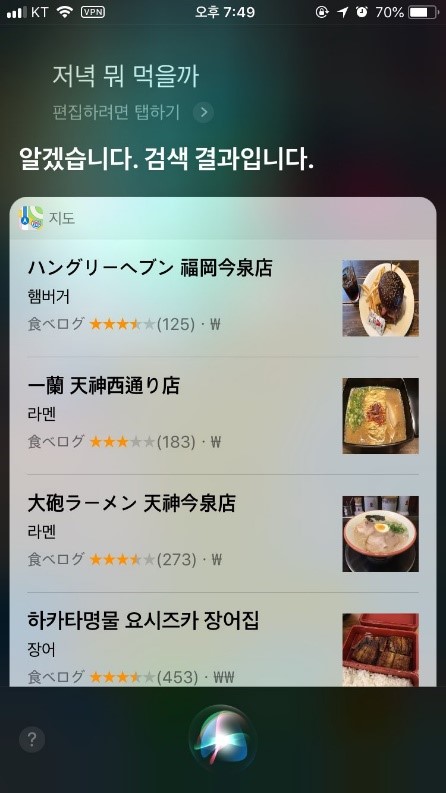 KT VPN 오후 7:49 70%
저녁 뭐 먹을까
편집하려면 탭하기 >
알겠습니다. 검색 결과입니다.
지도
ハングリーヘブン 福岡今泉店
햄버거
食べログ ★★★★★(125) · ₩
一蘭 天神西通り店
라멘
食べログ ★★★★★(183) · ₩
大砲ラーメン 天神今泉店
라멘
食べログ ★★★★★(273) · ₩
하카타명물 요시즈카 장어집
장어
食べログ ★★★★★(453) · ₩₩
?